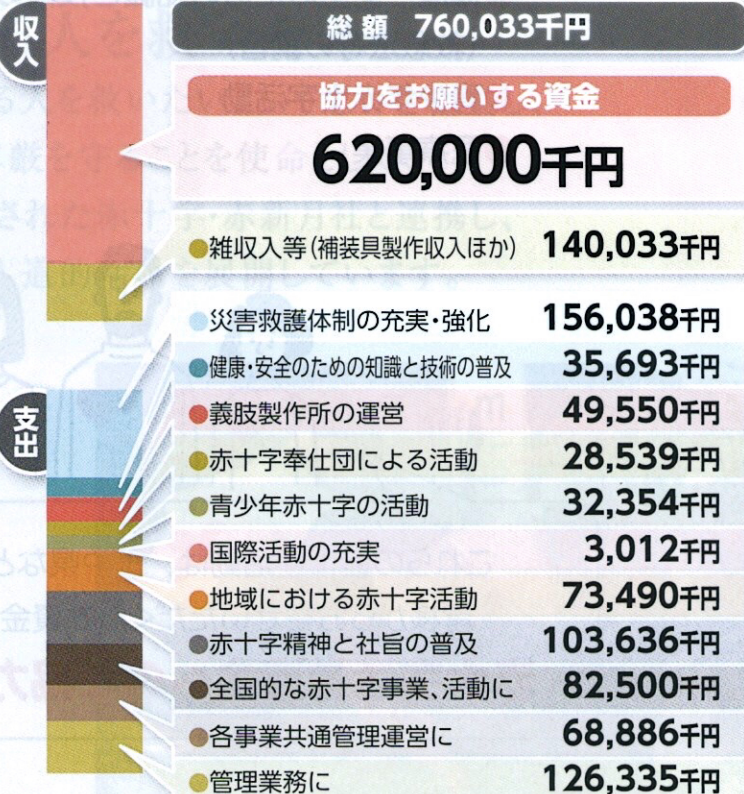 収入
総額 760,033千円
協力をお願いする資金
620,000千円
●雑収入等(補装具製作収入ほか) 140,033千円
支出
●災害救護体制の充実・強化 156,038千円
●健康・安全のための知識と技術の普及 35,693千円
●義肢製作所の運営 49,550千円
●赤十字奉仕団による活動 28,539千円
●青少年赤十字の活動 32,354千円
●国際活動の充実 3,012千円
●地域における赤十字活動 73,490千円
●赤十字精神と社旨の普及 103,636千円
●全国的な赤十字事業、活動に 82,500千円
●各事業共通管理運営に 68,886千円
●管理業務に 126,335千円